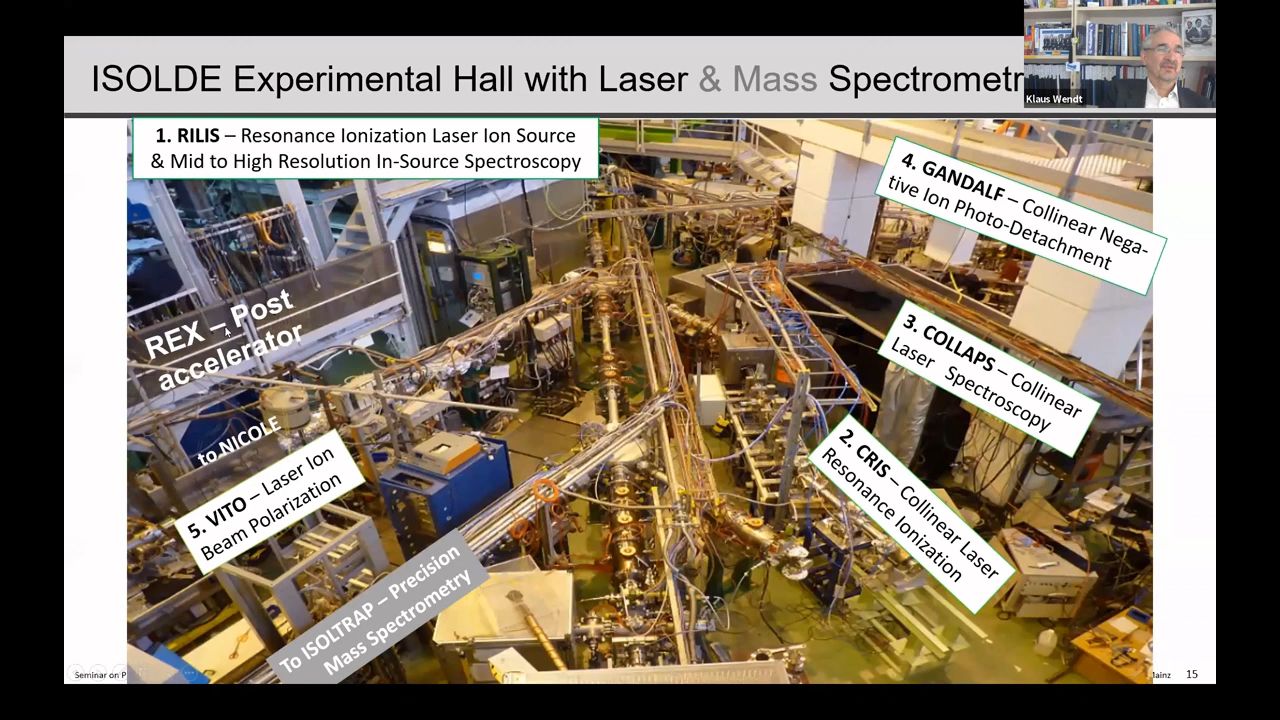 ISOLDE Experimental Hall with Laser & Mass Spectrometr
Klaus Wendt
1. RILIS – Resonance Ionization Laser Ion Source
& Mid to High Resolution In-Source Spectroscopy
4. GANDALF – Collinear Nega-
tive Ion Photo-Detachment
REX – Post
accelerator
3. COLLAPS – Collinear
Laser Spectroscopy
to NICOLE
2. CRIS – Collinear Laser
Resonance Ionization
5. VITO – Laser Ion
Beam Polarization
To ISOLTRAP – Precision
Mass Spectrometry
Seminar on P
Mainz 15